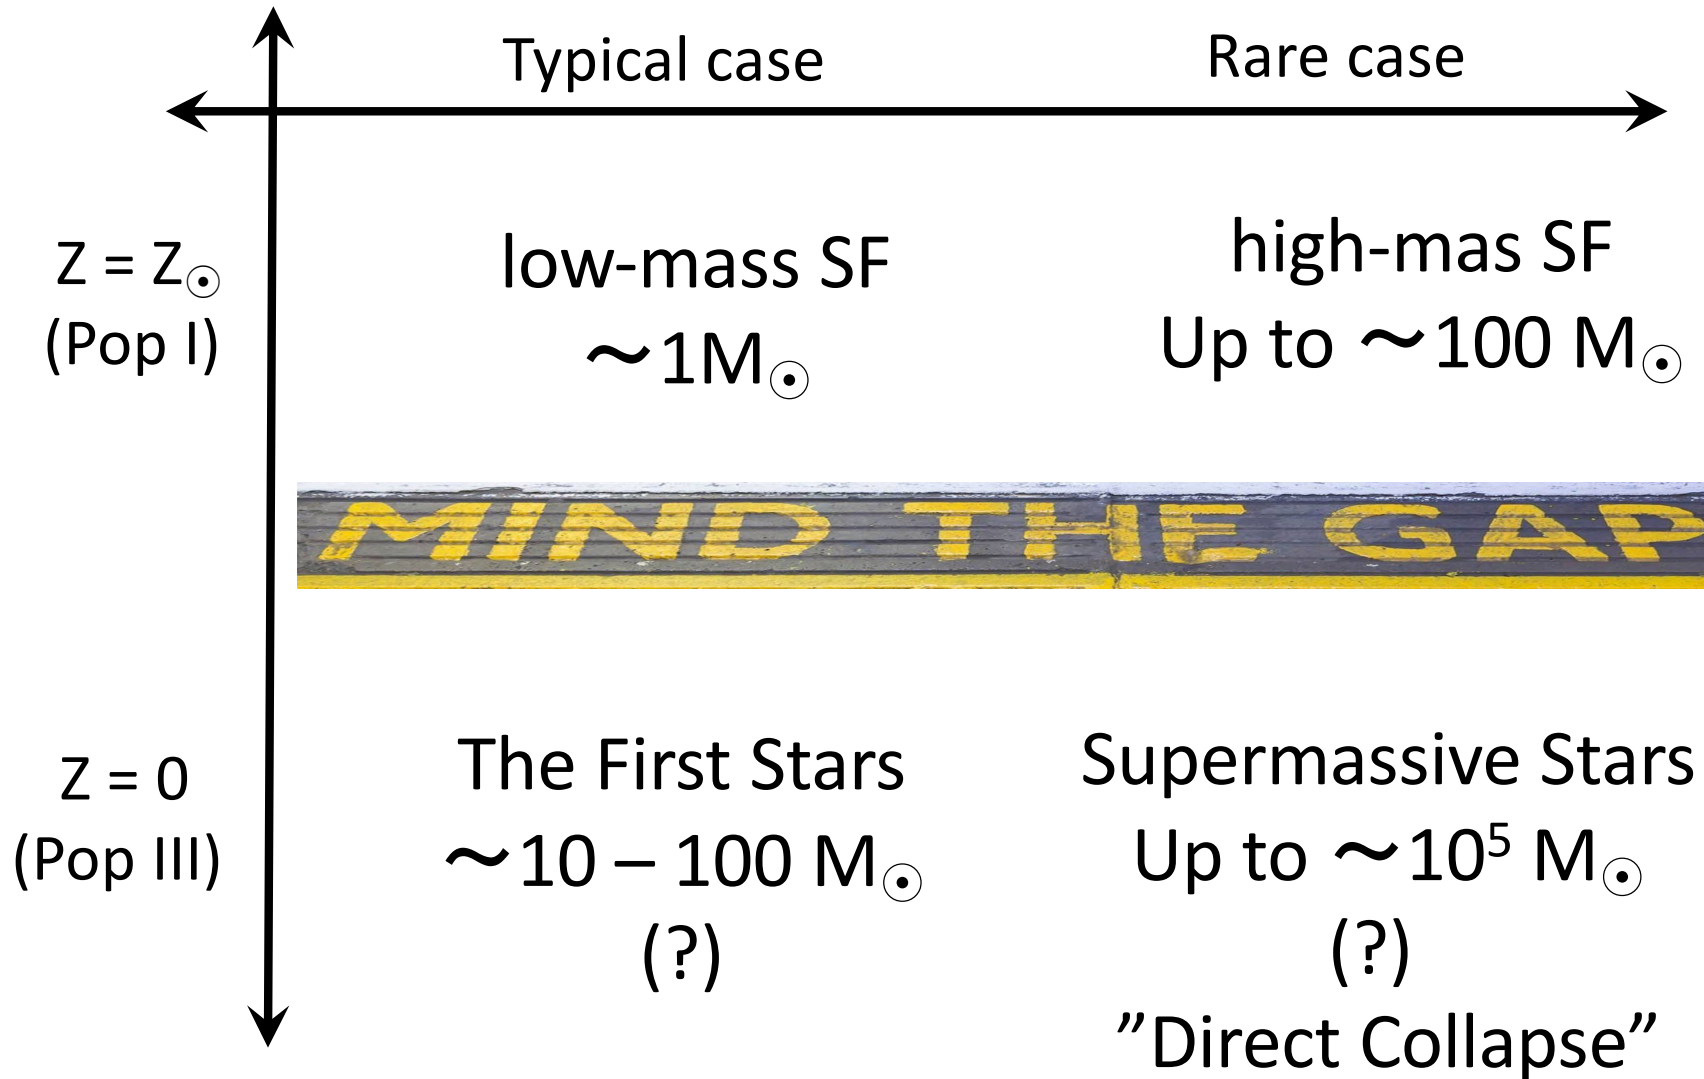 Typical case
Rare case
Z = Z☉
(Pop I)
low-mass SF
～1M☉
high-mas SF
Up to ～100 M☉
MIND THE GAP
Z = 0
(Pop III)
The First Stars
～10 – 100 M☉
(?)
Supermassive Stars
Up to ～10⁵ M☉
(?)
”Direct Collapse”